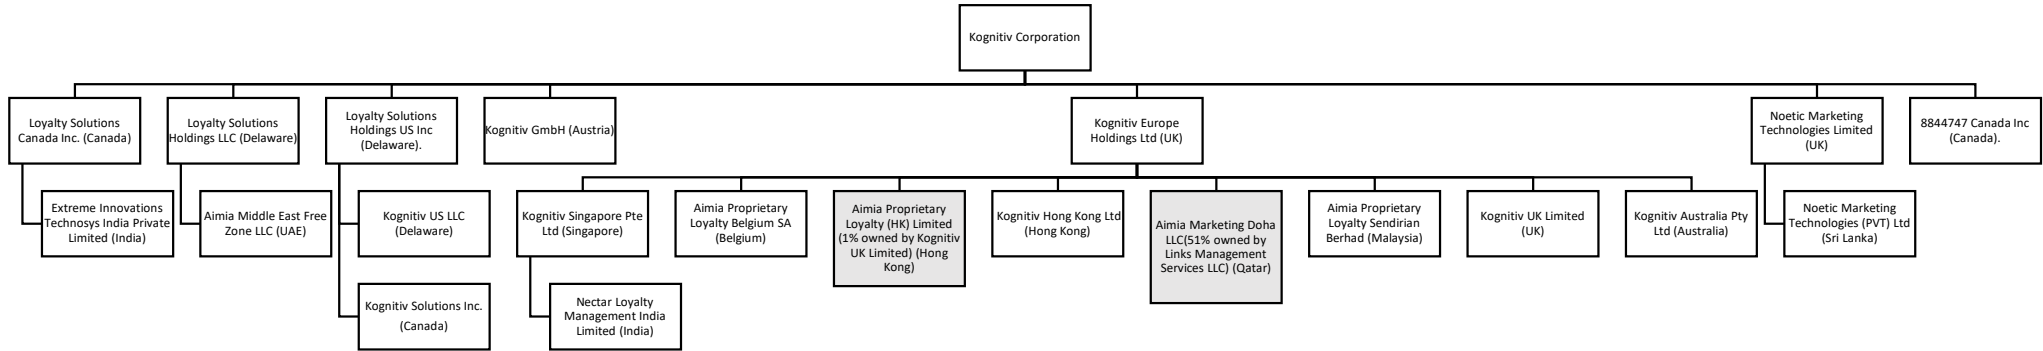 Kognitiv Corporation
Loyalty Solutions
Canada Inc. (Canada)
Loyalty Solutions
Holdings LLC (Delaware)
Loyalty Solutions
Holdings US Inc
(Delaware).
Kognitiv GmbH (Austria)
Kognitiv Europe
Holdings Ltd (UK)
Noetic Marketing
Technologies Limited
(UK)
8844747 Canada Inc
(Canada).
Extreme Innovations
Technosys India Private
Limited (India)
Aimia Middle East Free
Zone LLC (UAE)
Kognitiv US LLC
(Delaware)
Kognitiv Singapore Pte
Ltd (Singapore)
Aimia Proprietary
Loyalty Belgium SA
(Belgium)
Aimia Proprietary
Loyalty (HK) Limited
(1% owned by Kognitiv
UK Limited) (Hong
Kong)
Kognitiv Hong Kong Ltd
(Hong Kong)
Aimia Marketing Doha
LLC(51% owned by
Links Management
Services LLC) (Qatar)
Aimia Proprietary
Loyalty Sendirian
Berhad (Malaysia)
Kognitiv UK Limited
(UK)
Kognitiv Australia Pty
Ltd (Australia)
Noetic Marketing
Technologies (PVT) Ltd
(Sri Lanka)
Kognitiv Solutions Inc.
(Canada)
Nectar Loyalty
Management India
Limited (India)